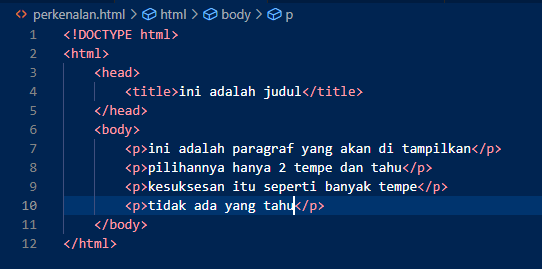 perkenalan.html > html > body > p
1 <!DOCTYPE html>
2 <html>
3 <head>
4 <title>ini adalah judul</title>
5 </head>
6 <body>
7 <p>ini adalah paragraf yang akan di tampilkan</p>
8 <p>pilihannya hanya 2 tempe dan tahu</p>
9 <p>kesuksesan itu seperti banyak tempe</p>
10 <p>tidak ada yang tahu</p>
11 </body>
12 </html>